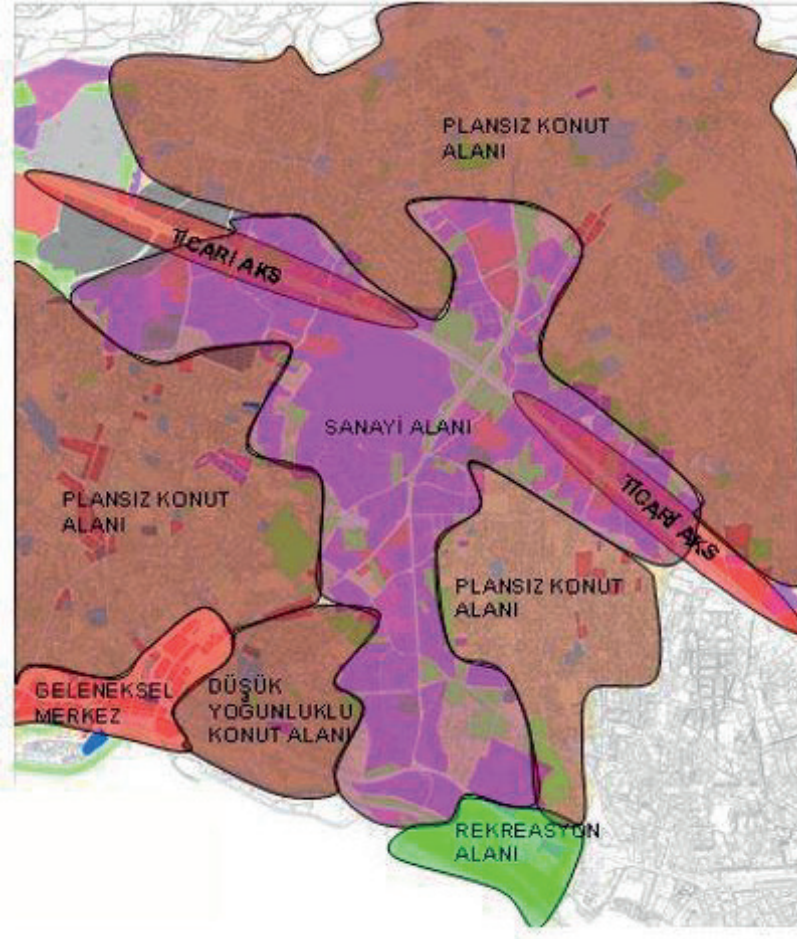 PLANSIZ KONUT
ALANI
TİCARİ AKS
SANAYİ ALANI
PLANSIZ KONUT
ALANI
TİCARİ AKS
PLANSIZ KONUT
ALANI
GELENEKSEL
MERKEZ
DÜŞÜK
YOĞUNLUKLU
KONUT ALANI
REKREASYON
ALANI